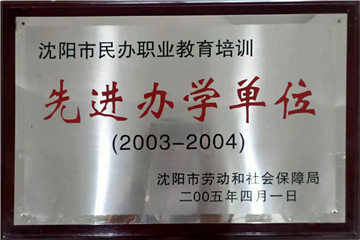 沈阳市民办职业教育培训
先进办学单位
(2003-2004)
沈阳市劳动和社会保障局
二00五年四月一日